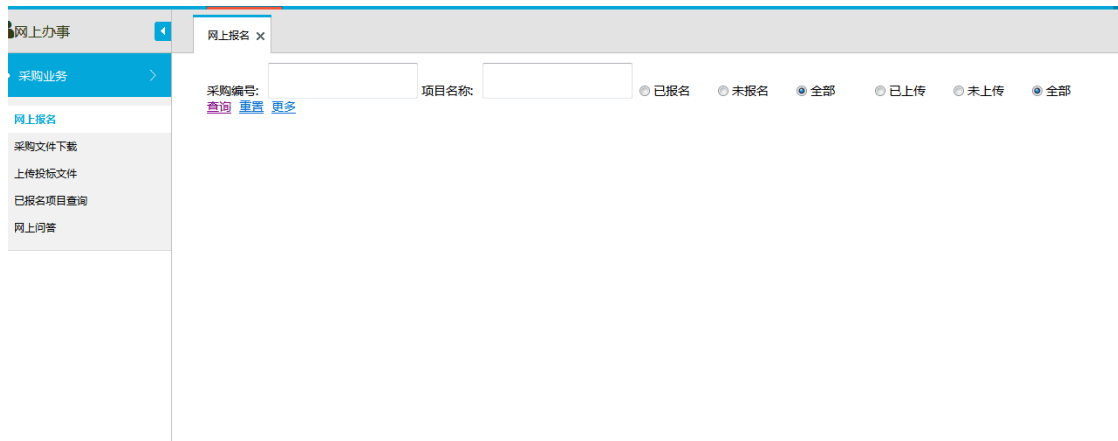 网上办事
采购业务
网上报名
采购文件下载
上传投标文件
已报名项目查询
网上问答
网上报名
采购编号: 项目名称: 已报名 未报名 全部 已上传 未上传 全部
查询 重置 更多